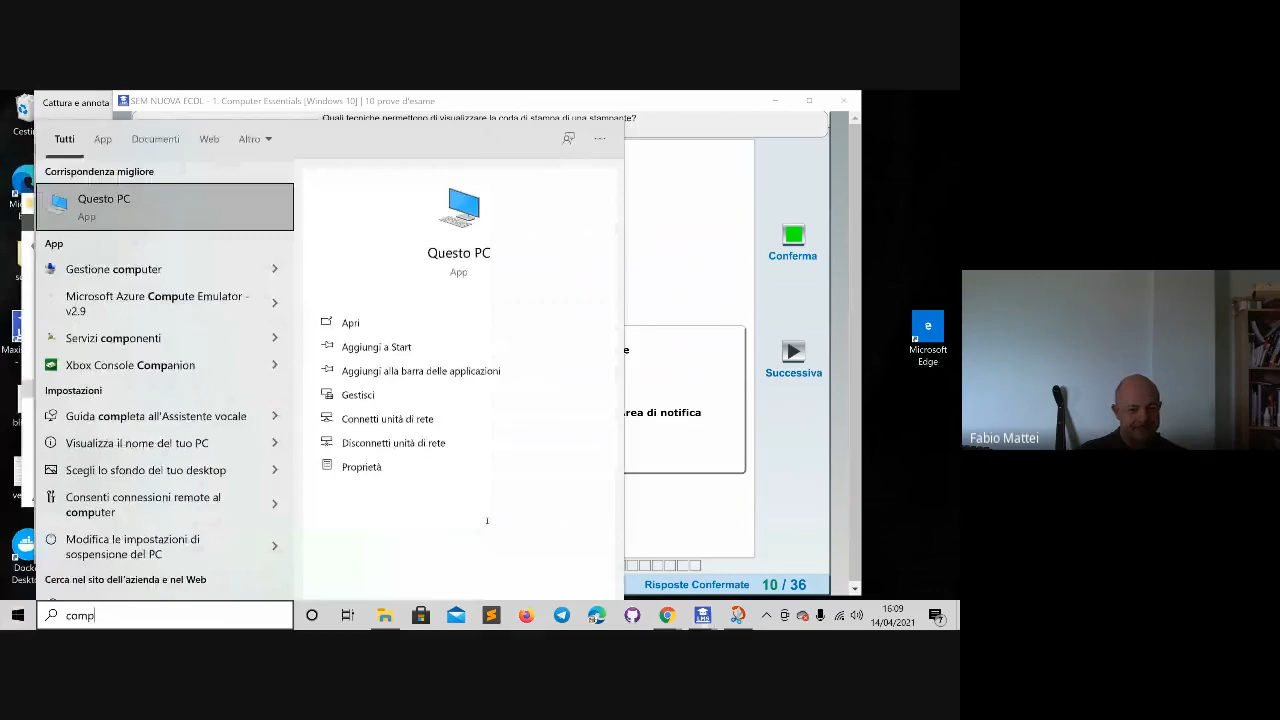 Cattura e annota
SEM NUOVA ECDL - 1. Computer Essentials [Windows 10] | 10 prove d'esame
Quali tecniche permettono di visualizzare la coda di stampa di una stampante?
Tutti
App
Documenti
Web
Altro
Corrispondenza migliore
Questo PC
App
App
Gestione computer
Microsoft Azure Compute Emulator -
v2.9
Servizi componenti
Xbox Console Companion
Impostazioni
Guida completa all'Assistente vocale
Visualizza il nome del tuo PC
Scegli lo sfondo del tuo desktop
Consenti connessioni remote al
computer
Modifica le impostazioni di
sospensione del PC
Cerca nel sito dell'azienda e nel Web
comp
Questo PC
App
Apri
Aggiungi a Start
Aggiungi alla barra delle applicazioni
Gestisci
Connetti unità di rete
Disconnetti unità di rete
Proprietà
e
rea di notifica
Conferma
Successiva
Risposte Confermate 10 / 36
Cesti
Docke
Deskto
Microsoft
Edge
LMS
16:09
14/04/2021
Fabio Mattei